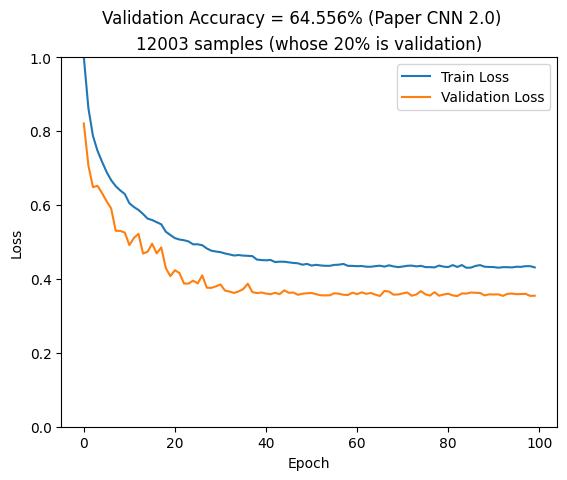 Validation Accuracy = 64.556% (Paper CNN 2.0)
12003 samples (whose 20% is validation)
Train Loss
Validation Loss
Loss
1.0
0.8
0.6
0.4
0.2
0.0
0 20 40 60 80 100
Epoch